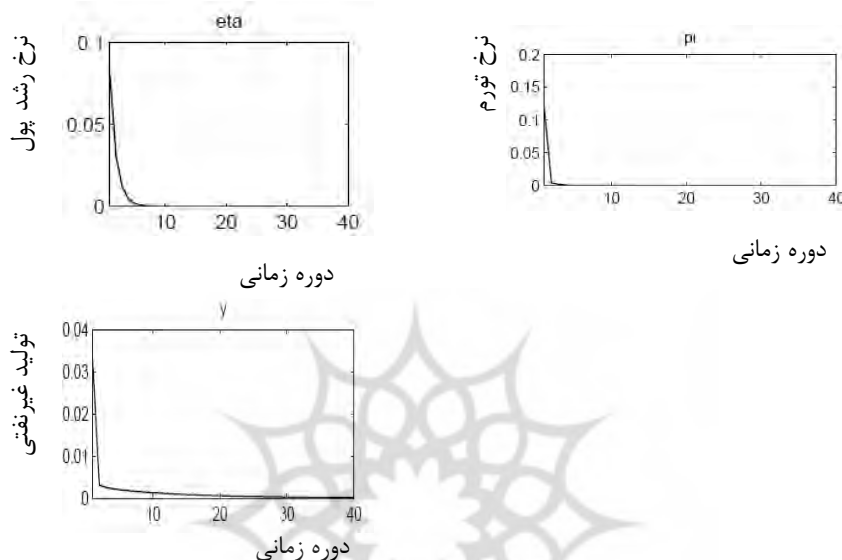 eta
نرخ رشد پول
0.1
0.05
0
10 20 30 40
دوره زمانی
pi
نرخ تورم
0.2
0.15
0.1
0.05
0
10 20 30 40
دوره زمانی
y
تولید غیرنفتی
0.04
0.03
0.02
0.01
0
10 20 30 40
دوره زمانی